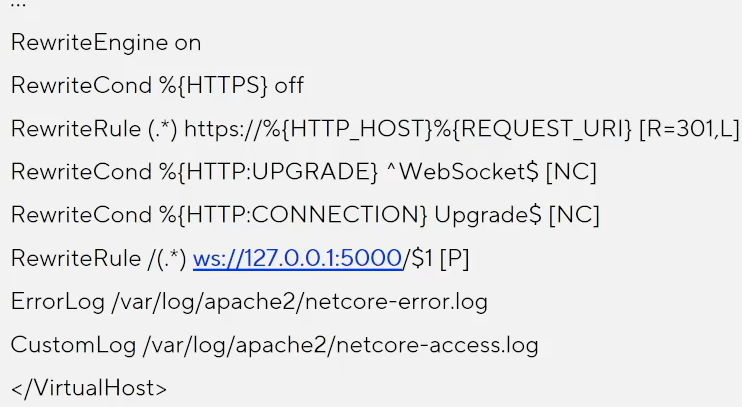 ...
RewriteEngine on
RewriteCond %{HTTPS} off
RewriteRule (.*) https://%{HTTP_HOST}%{REQUEST_URI} [R=301,L]
RewriteCond %{HTTP:UPGRADE} ^WebSocket$ [NC]
RewriteCond %{HTTP:CONNECTION} Upgrade$ [NC]
RewriteRule /(.*) ws://127.0.0.1:5000/$1 [P]
ErrorLog /var/log/apache2/netcore-error.log
CustomLog /var/log/apache2/netcore-access.log
</VirtualHost>